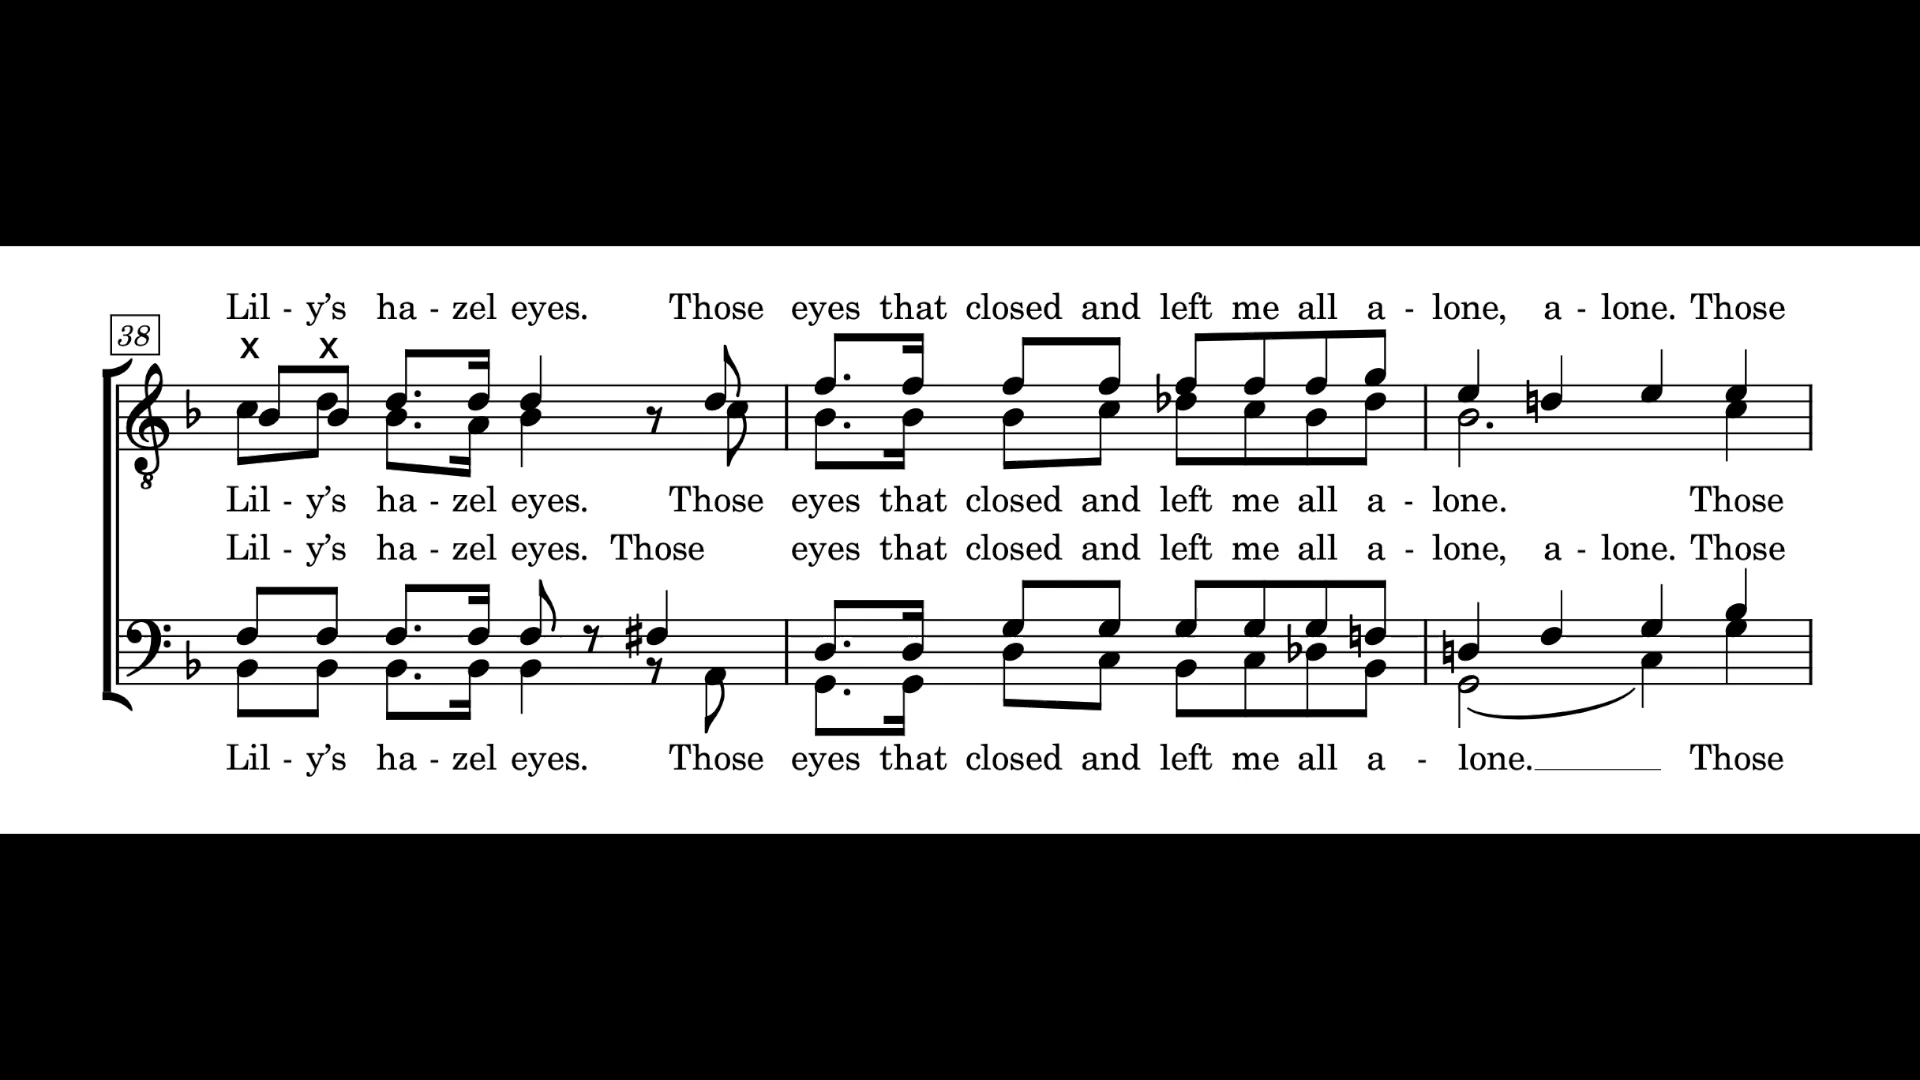 Lil - y’s ha - zel eyes. Those eyes that closed and left me all a - lone, a - lone. Those
38
x x
8
Lil - y’s ha - zel eyes. Those eyes that closed and left me all a - lone. Those
Lil - y’s ha - zel eyes. Those eyes that closed and left me all a - lone, a - lone. Those
Lil - y’s ha - zel eyes. Those eyes that closed and left me all a - lone. Those